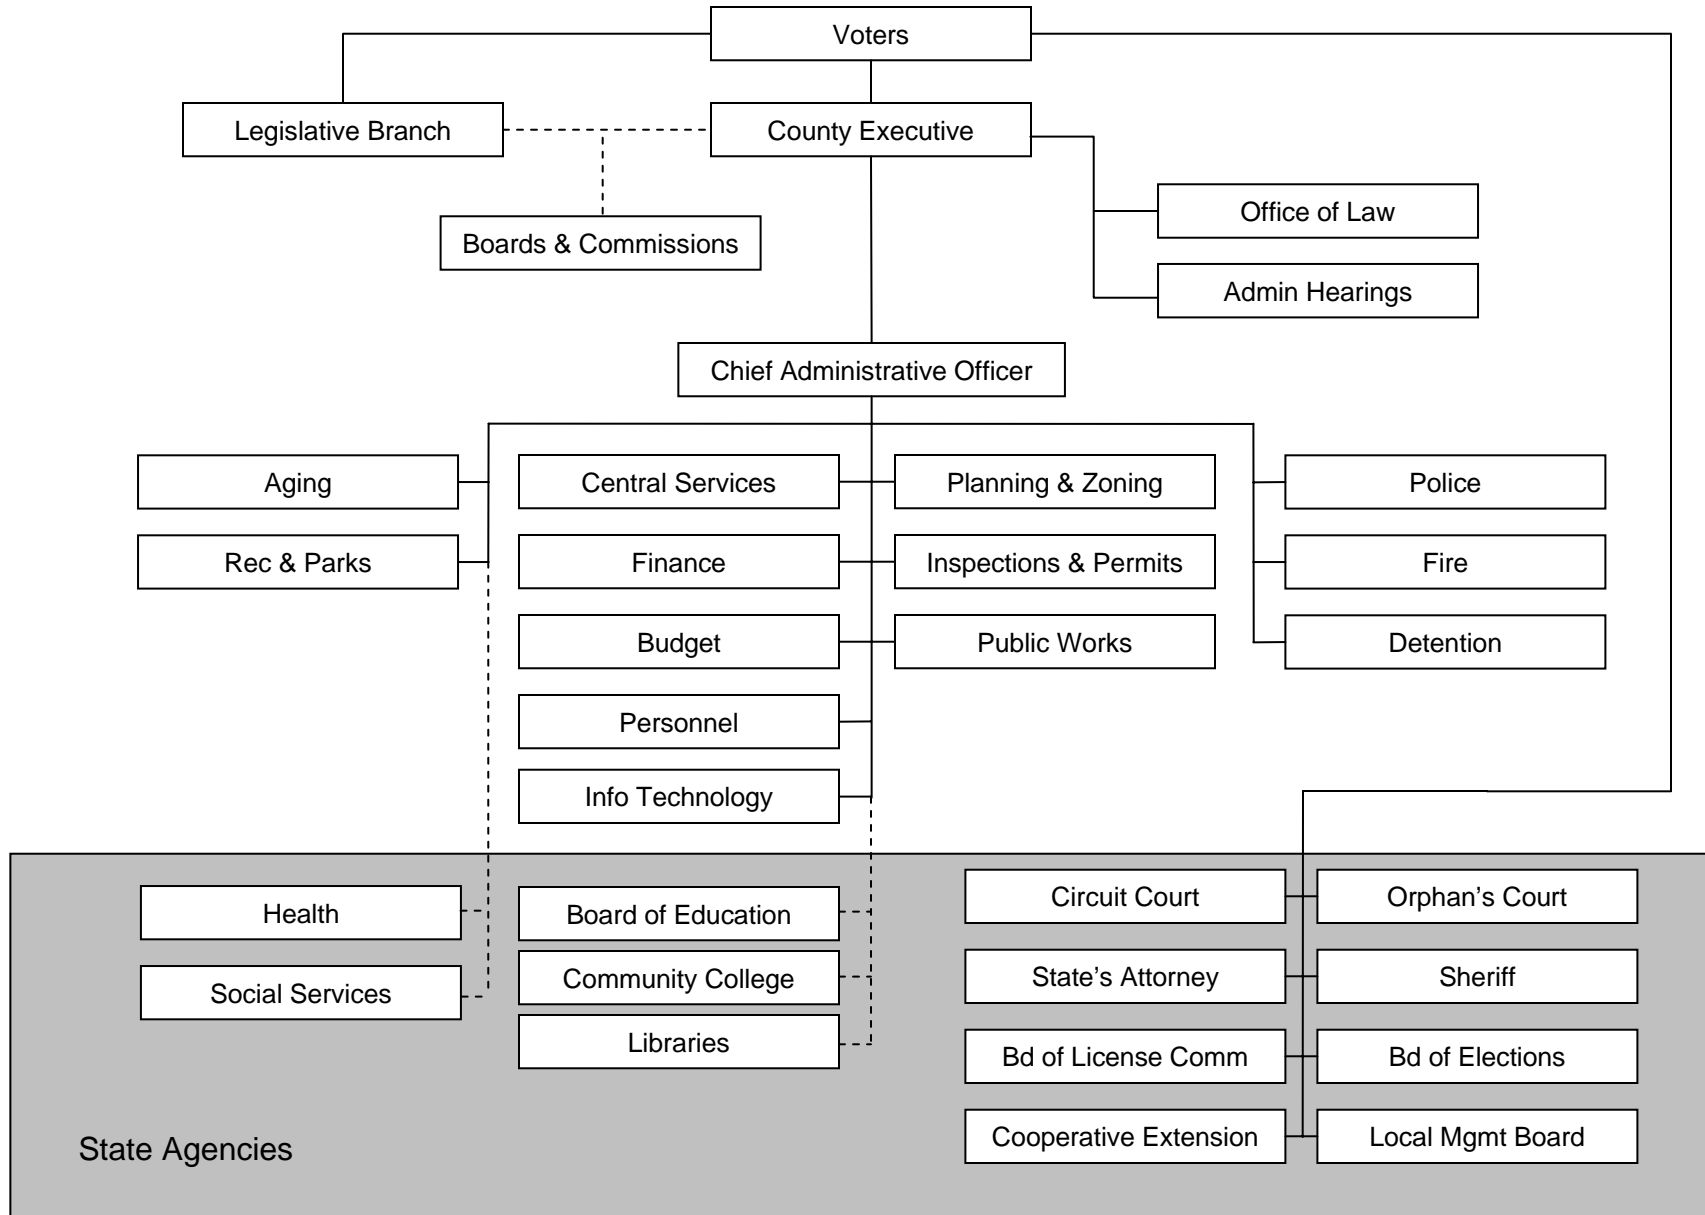 Voters
Legislative Branch
County Executive
Office of Law
Boards & Commissions
Admin Hearings
Chief Administrative Officer
Aging
Central Services
Planning & Zoning
Police
Rec & Parks
Finance
Inspections & Permits
Fire
Budget
Public Works
Detention
Personnel
Info Technology
Health
Board of Education
Circuit Court
Orphan’s Court
Social Services
Community College
State’s Attorney
Sheriff
Libraries
Bd of License Comm
Bd of Elections
Cooperative Extension
Local Mgmt Board
State Agencies